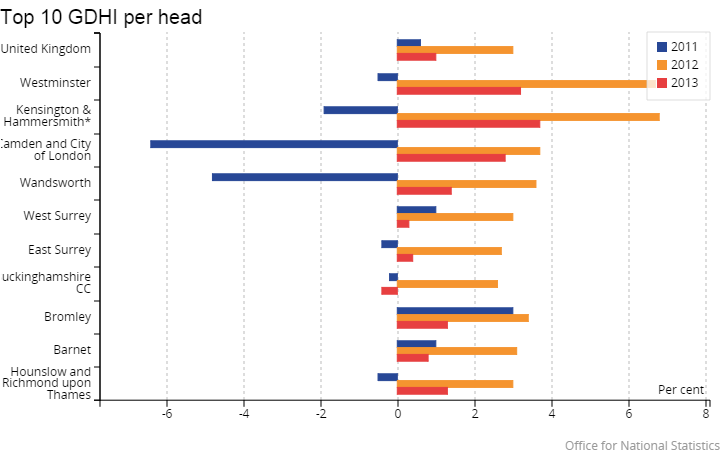 Top 10 GDHI per head
2011
2012
2013
United Kingdom
Westminster
Kensington &
Hammersmith*
Camden and City
of London
Wandsworth
West Surrey
East Surrey
uckinghamshire
CC
Bromley
Barnet
Hounslow and
Richmond upon
Thames
Per cent
-6 -4 -2 0 2 4 6 8
Office for National Statistics